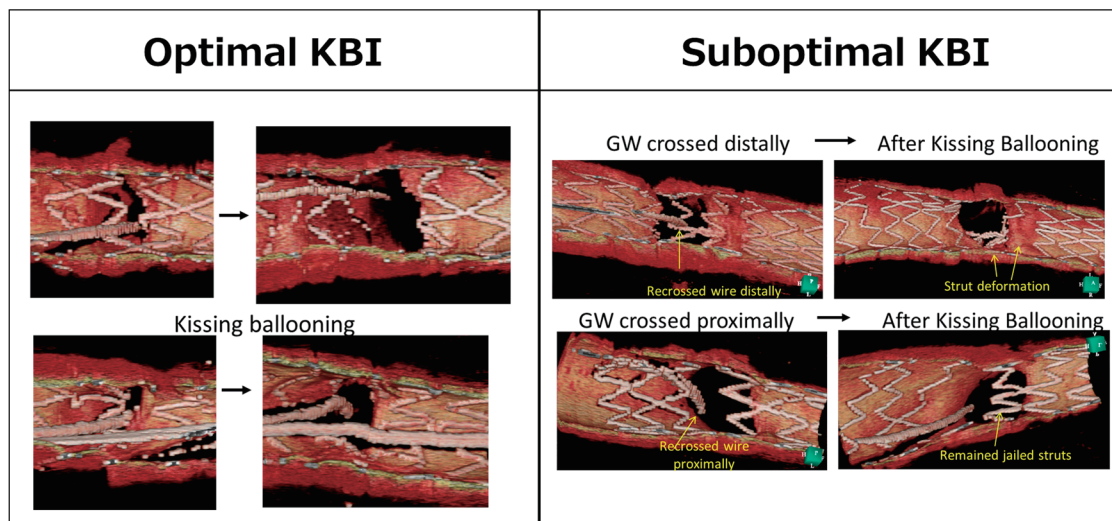 Optimal KBI
Suboptimal KBI
Kissing ballooning
GW crossed distally
After Kissing Ballooning
Recrossed wire distally
Strut deformation
GW crossed proximally
After Kissing Ballooning
Recrossed wire
proximally
Remained jailed struts